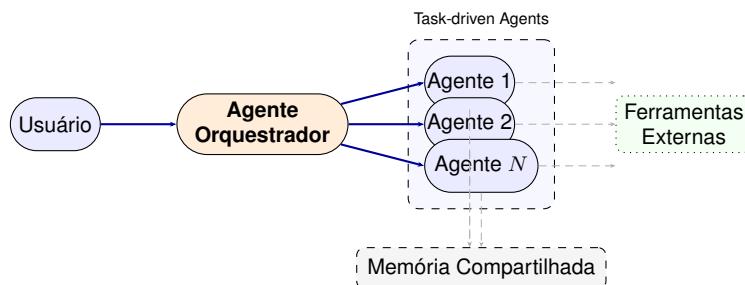 Task-driven Agents
Usuário
Agente
Orquestrador
Agente 1
Agente 2
Agente N
Ferramentas
Externas
Memória Compartilhada